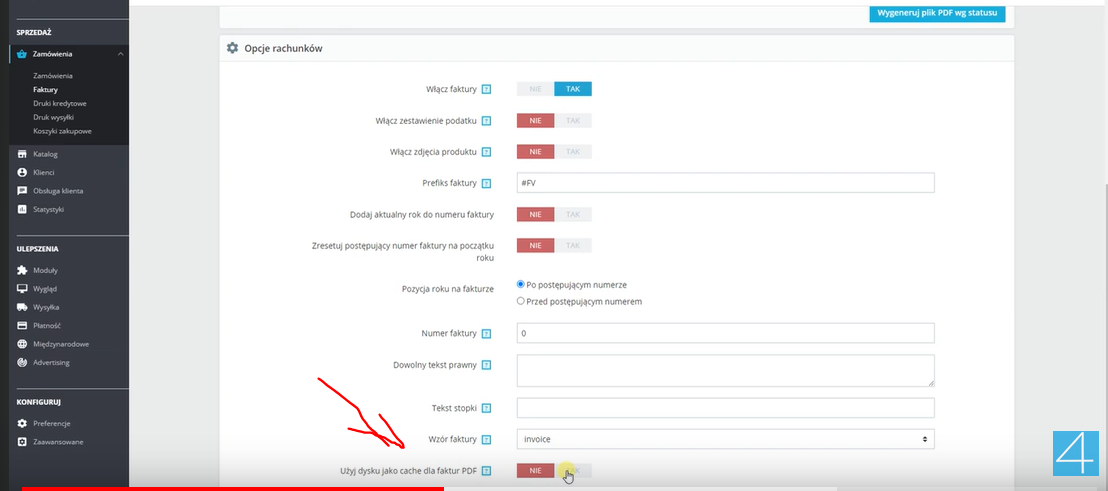 Wygeneruj plik PDF wg statusu
SPRZEDAŻ
Zamówienia
Zamówienia
Faktury
Druki kredytowe
Druk wysyłki
Koszyki zakupowe
Katalog
Klienci
Obsługa klienta
Statystyki
ULEPSZENIA
Moduły
Wygląd
Wysyłka
Płatność
Międzynarodowe
Advertising
KONFIGURUJ
Preferencje
Zaawansowane
Opcje rachunków
Włącz faktury ? NIE TAK
Włącz zestawienie podatku ? NIE TAK
Włącz zdjęcia produktu ? NIE TAK
Prefiks faktury ? #FV
Dodaj aktualny rok do numeru faktury NIE TAK
Zresetuj postępujący numer faktury na początku
roku
NIE TAK
Pozycja roku na fakturze
Po postępującym numerze
Przed postępującym numerem
Numer faktury ? 0
Dowolny tekst prawny ?
Tekst stopki ?
Wzór faktury ? invoice
Użyj dysku jako cache dla faktur PDF ? NIE
4